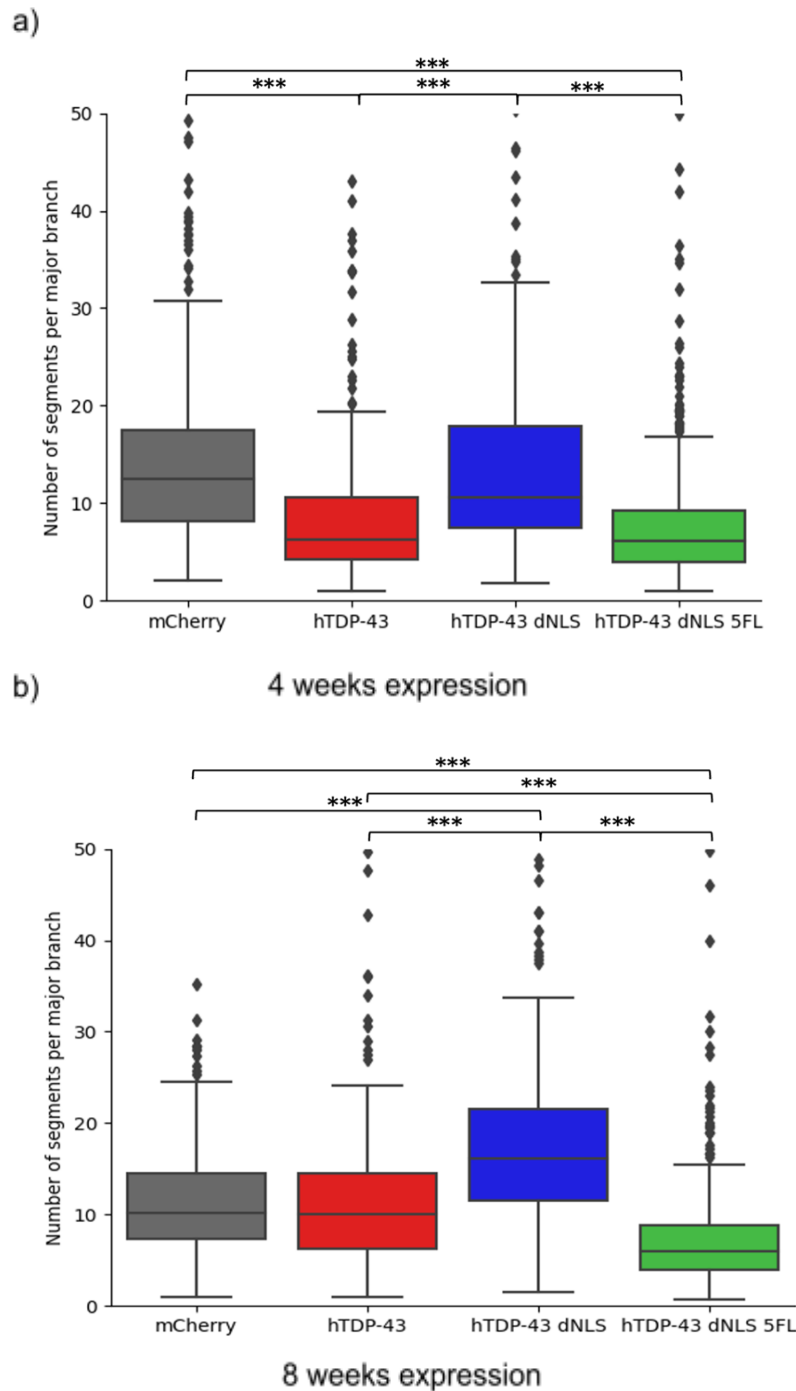 a)
***
*** *** ***
50
40
30
20
10
0
Number of segments per major branch
mCherry hTDP-43 hTDP-43 dNLS hTDP-43 dNLS 5FL
4 weeks expression
b)
***
***
***
*** ***
50
40
30
20
10
0
Number of segments per major branch
mCherry hTDP-43 hTDP-43 dNLS hTDP-43 dNLS 5FL
8 weeks expression